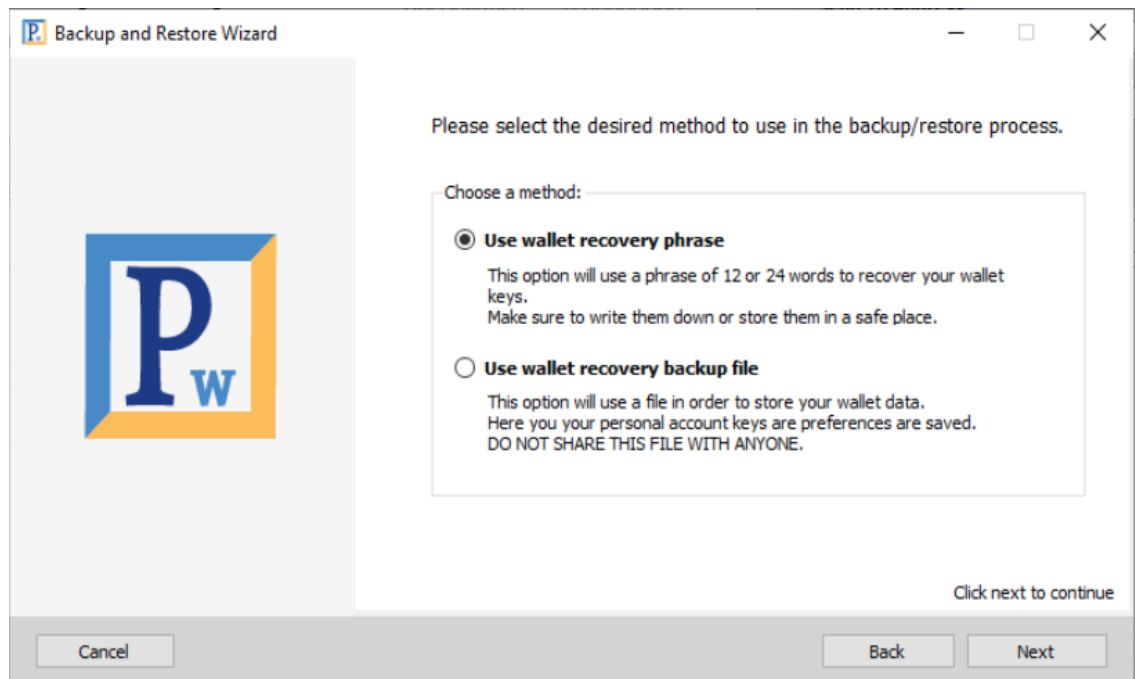 Backup and Restore Wizard
Please select the desired method to use in the backup/restore process.
Choose a method:
Use wallet recovery phrase
This option will use a phrase of 12 or 24 words to recover your wallet
keys.
Make sure to write them down or store them in a safe place.
Use wallet recovery backup file
This option will use a file in order to store your wallet data.
Here you your personal account keys are preferences are saved.
DO NOT SHARE THIS FILE WITH ANYONE.
Pw
Click next to continue
Cancel
Back
Next